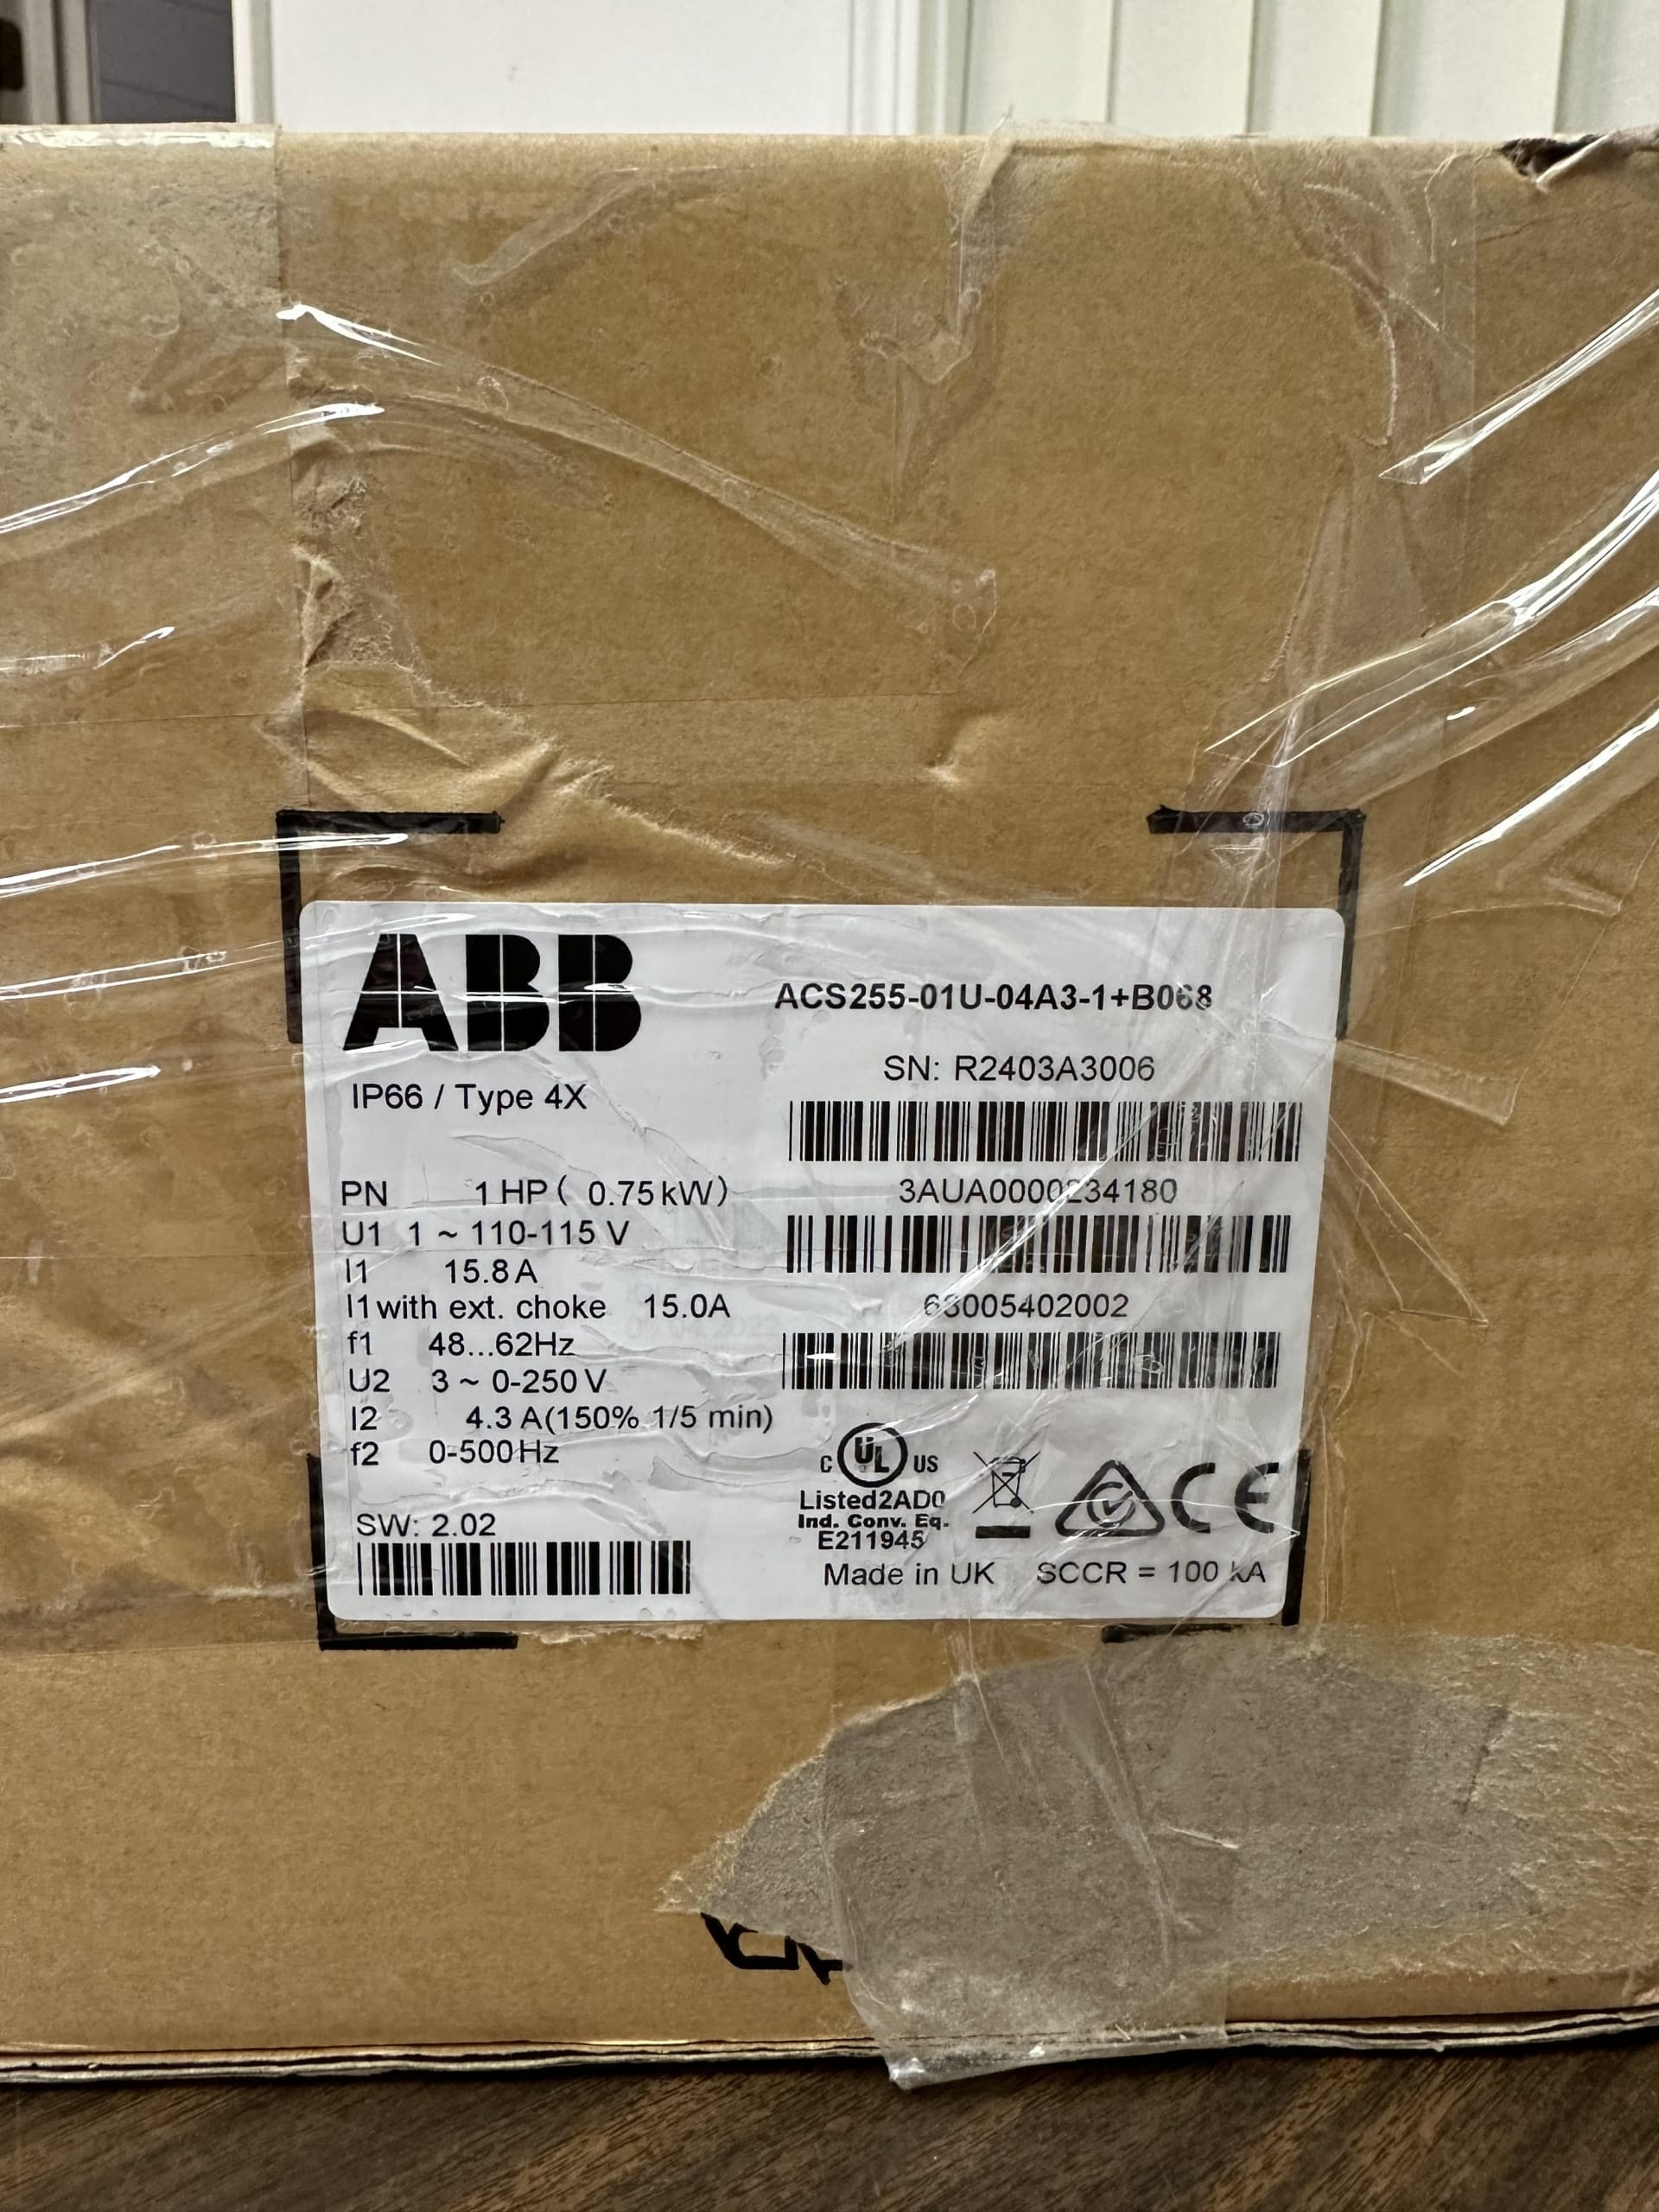 ABB
ACS255-01U-04A3-1+B068
SN: R2403A3006
IP66 / Type 4X
3AUA0000234180
63005402002
PN 1 HP ( 0.75 kW)
U1 1 ~ 110-115 V
I1 15.8 A
I1 with ext. choke 15.0A
f1 48...62Hz
U2 3 ~ 0-250 V
I2 4.3 A(150% 1/5 min)
f2 0-500Hz
SW: 2.02
C UL US
Listed2AD0
Ind. Conv. Eq.
E211945
CE
Made in UK SCCR = 100 kA